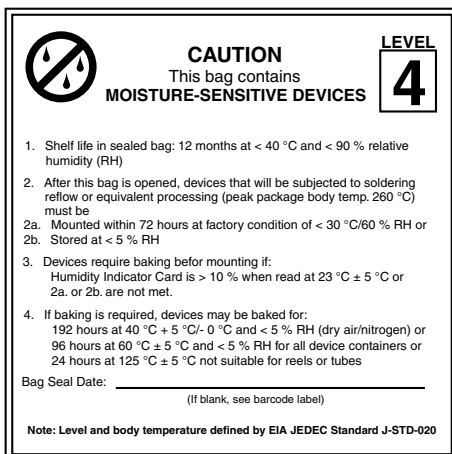 LEVEL
4
CAUTION
This bag contains
MOISTURE-SENSITIVE DEVICES
1. Shelf life in sealed bag: 12 months at < 40 °C and < 90 % relative
humidity (RH)
2. After this bag is opened, devices that will be subjected to soldering
reflow or equivalent processing (peak package body temp. 260 °C)
must be
2a. Mounted within 72 hours at factory condition of < 30 °C/60 % RH or
2b. Stored at < 5 % RH
3. Devices require baking befor mounting if:
Humidity Indicator Card is > 10 % when read at 23 °C ± 5 °C or
2a. or 2b. are not met.
4. If baking is required, devices may be baked for:
192 hours at 40 °C + 5 °C/- 0 °C and < 5 % RH (dry air/nitrogen) or
96 hours at 60 °C ± 5 °C and < 5 % RH for all device containers or
24 hours at 125 °C ± 5 °C not suitable for reels or tubes
Bag Seal Date:
(If blank, see barcode label)
Note: Level and body temperature defined by EIA JEDEC Standard J-STD-020